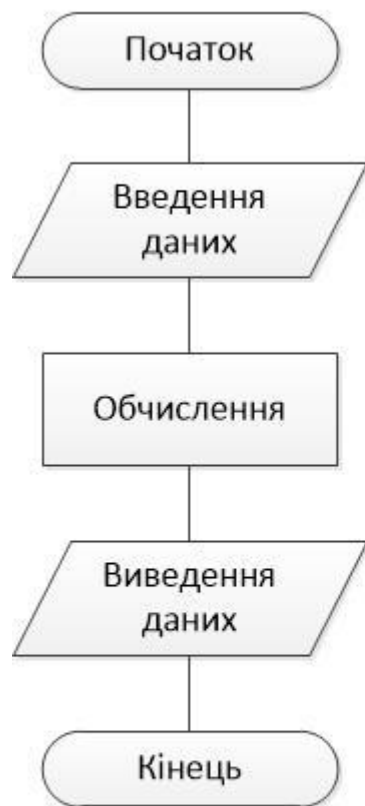 Початок
Введення
даних
Обчислення
Виведення
даних
Кінець